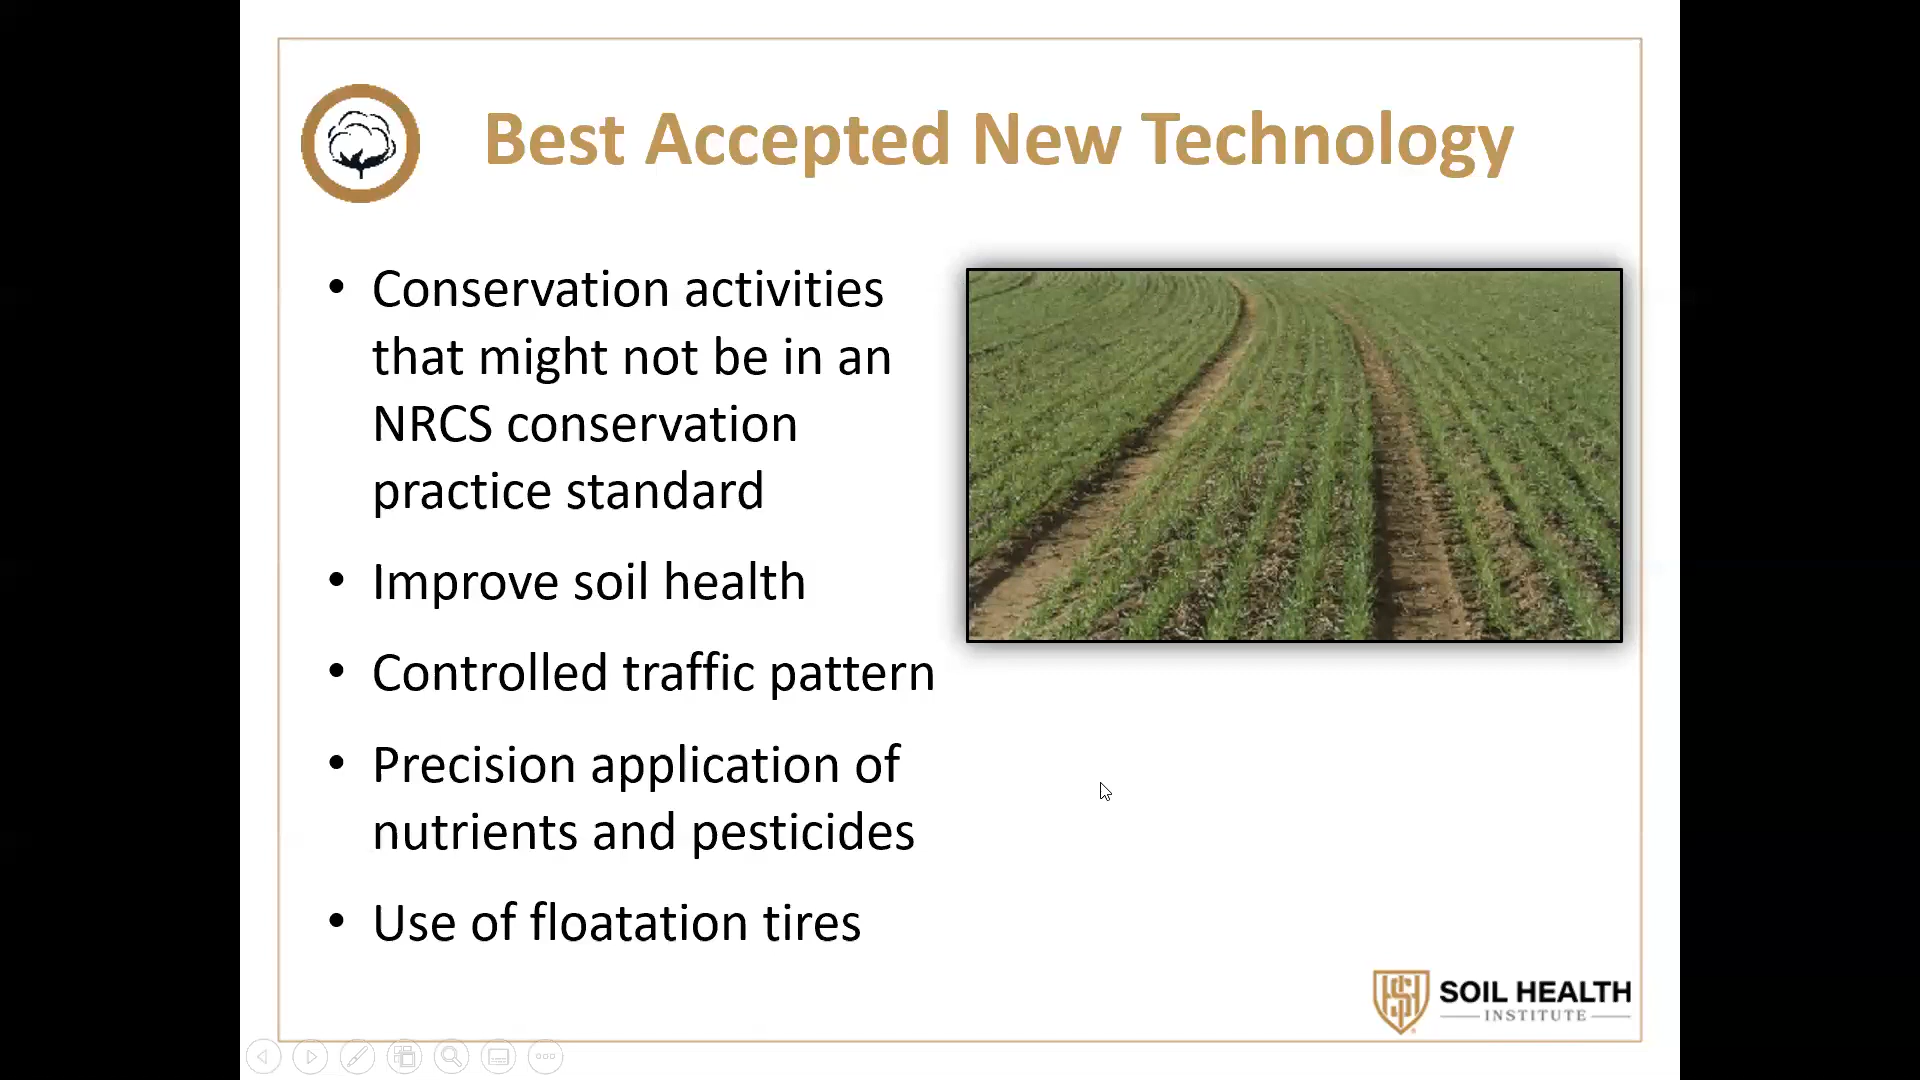 Best Accepted New Technology
• Conservation activities
that might not be in an
NRCS conservation
practice standard
• Improve soil health
• Controlled traffic pattern
• Precision application of
nutrients and pesticides
• Use of floatation tires
SOIL HEALTH
INSTITUTE